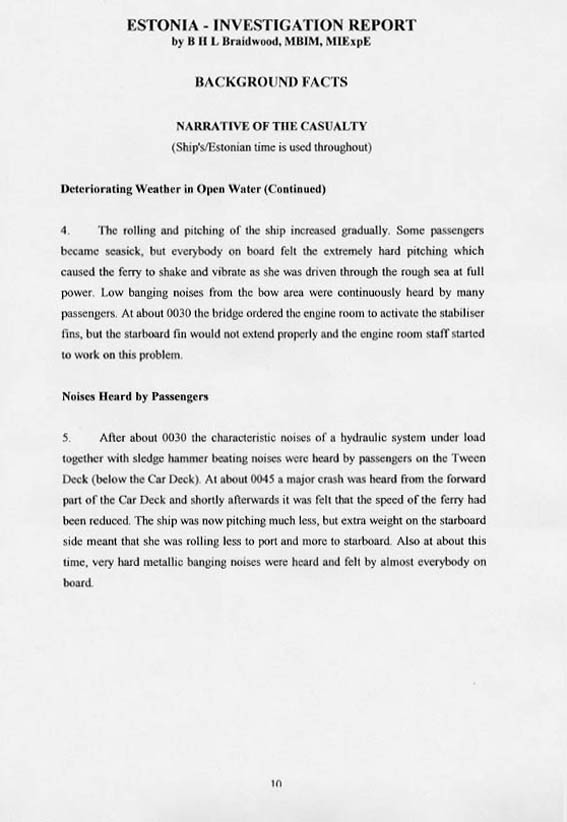 ESTONIA - INVESTIGATION REPORT
by B H L Braidwood, MBIM, MIExpE
BACKGROUND FACTS
NARRATIVE OF THE CASUALTY
(Ship's/Estonian time is used throughout)
Deteriorating Weather in Open Water (Continued)
4. The rolling and pitching of the ship increased gradually. Some passengers
became seasick, but everybody on board felt the extremely hard pitching which
caused the ferry to shake and vibrate as she was driven through the rough sea at full
power. Low banging noises from the bow area were continuously heard by many
passengers. At about 0030 the bridge ordered the engine room to activate the stabiliser
fins, but the starboard fin would not extend properly and the engine room staff started
to work on this problem.
Noises Heard by Passengers
5. After about 0030 the characteristic noises of a hydraulic system under load
together with sledge hammer beating noises were heard by passengers on the Tween
Deck (below the Car Deck). At about 0045 a major crash was heard from the forward
part of the Car Deck and shortly afterwards it was felt that the speed of the ferry had
been reduced. The ship was now pitching much less, but extra weight on the starboard
side meant that she was rolling less to port and more to starboard. Also at about this
time, very hard metallic banging noises were heard and felt by almost everybody on
board.
10